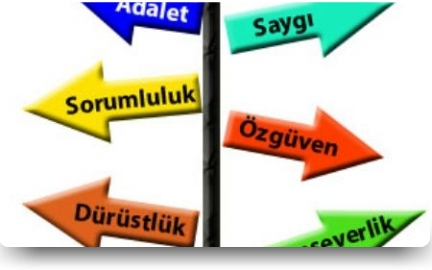 Adalet
Saygı
Sorumluluk
Özgüven
Dürüstlük